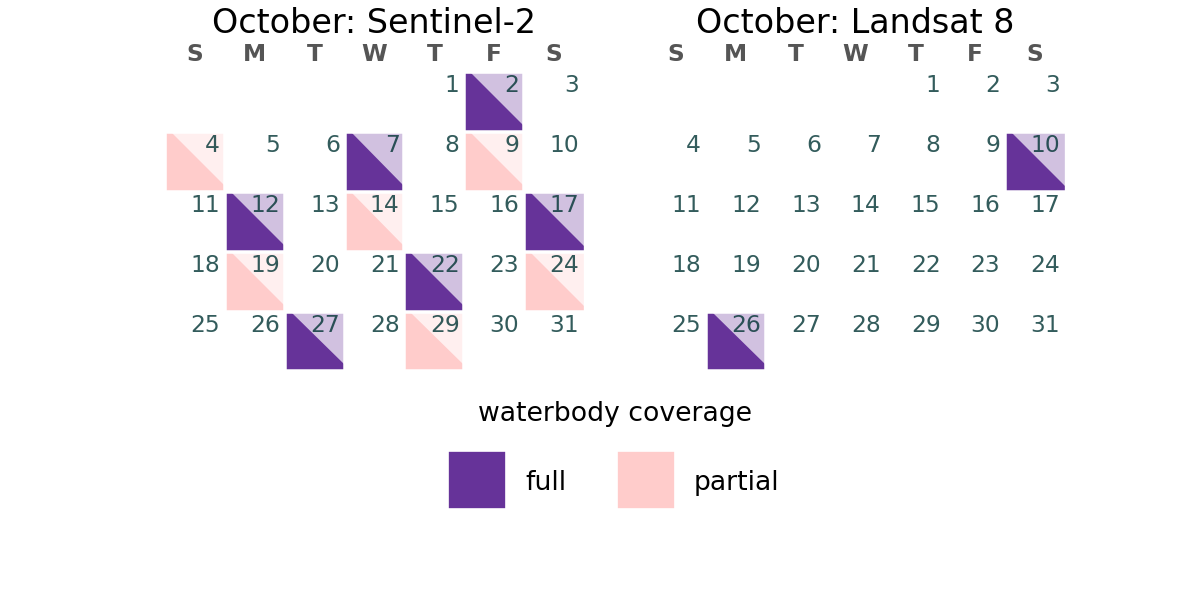 October: Sentinel-2
S M T W T F S
1 2 3
4 5 6 7 8 9 10
11 12 13 14 15 16 17
18 19 20 21 22 23 24
25 26 27 28 29 30 31
October: Landsat 8
S M T W T F S
1 2 3
4 5 6 7 8 9 10
11 12 13 14 15 16 17
18 19 20 21 22 23 24
25 26 27 28 29 30 31
waterbody coverage
full partial